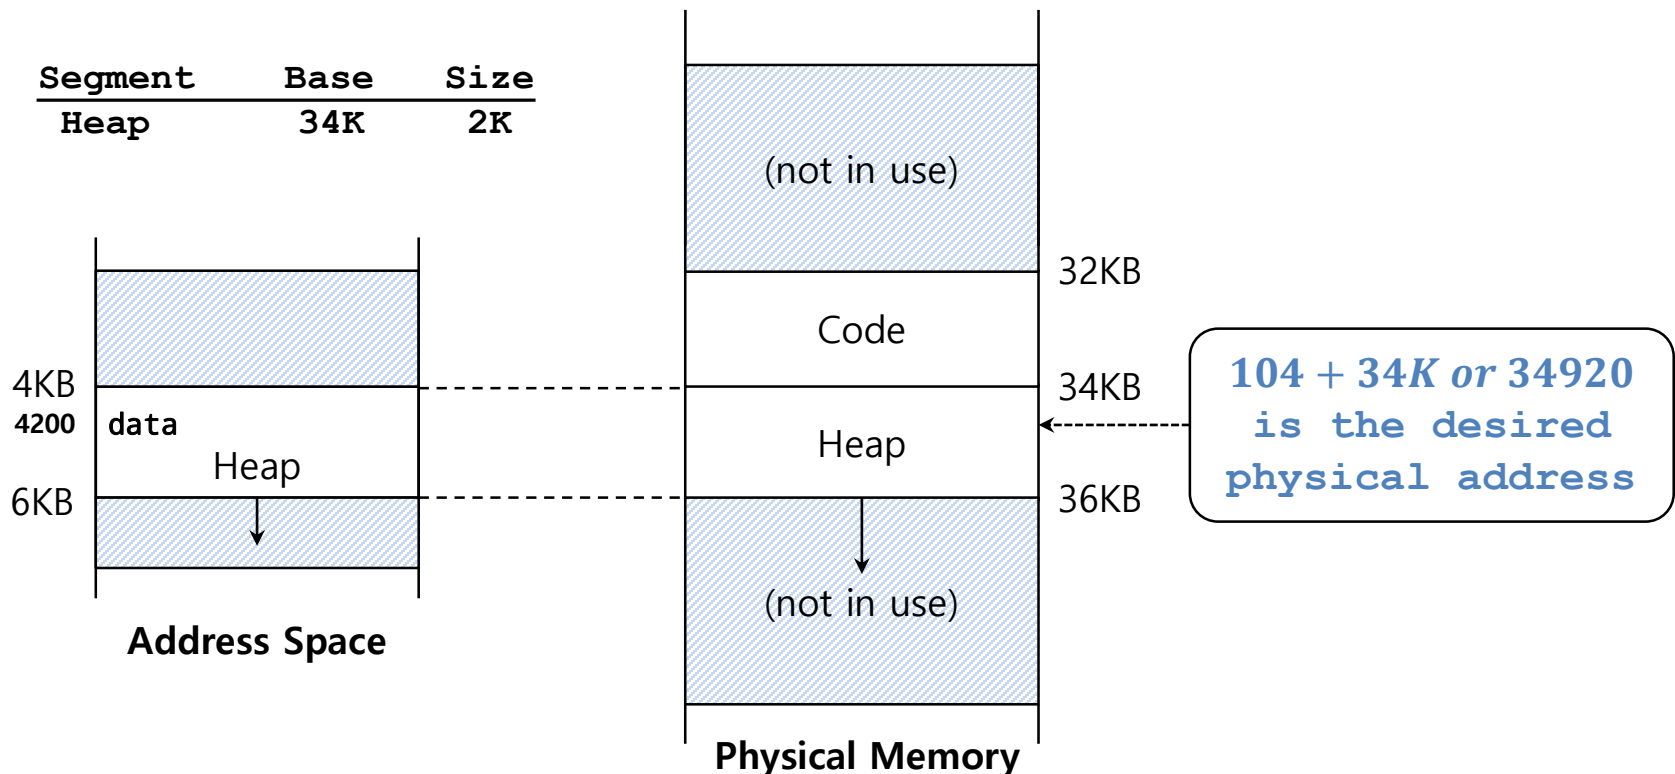 Segment Base Size
Heap 34K 2K
(not in use)
32KB
Code
4KB
34KB
4200 data
Heap
Heap
6KB
36KB
104 + 34K or 34920
is the desired
physical address
(not in use)
Address Space
Physical Memory